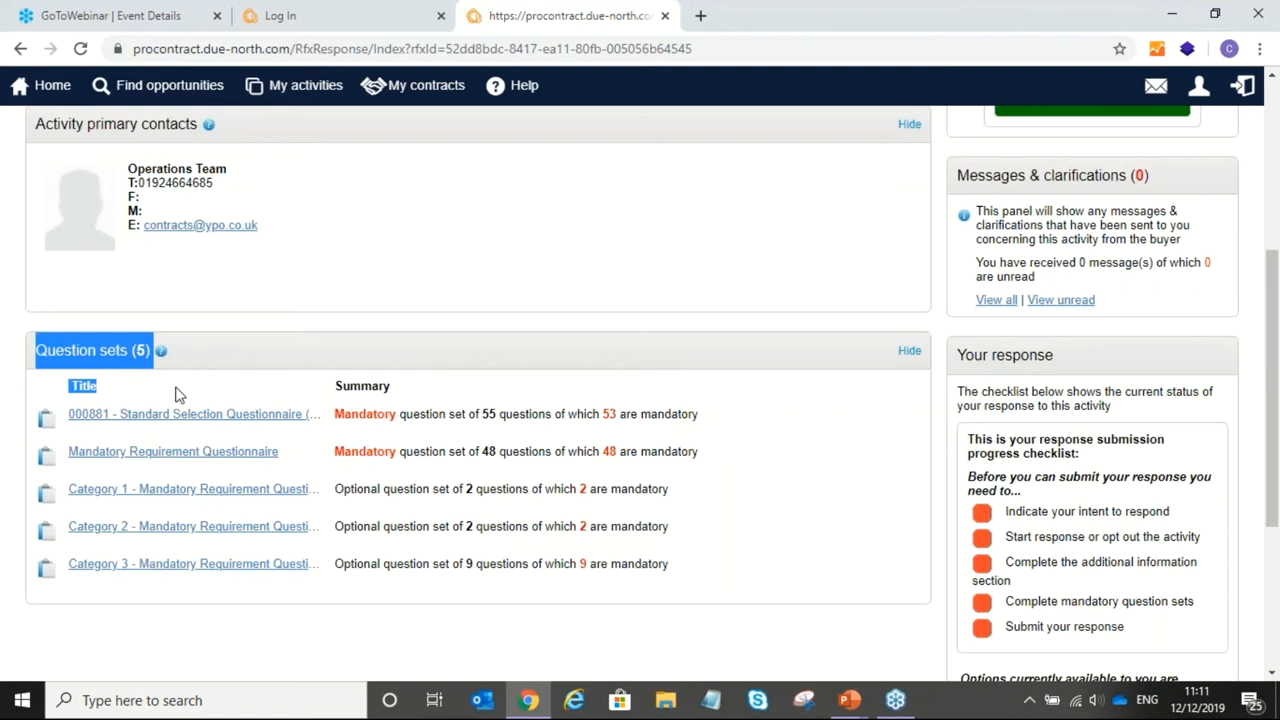 GoToWebinar | Event Details
Log In
https://procontract.due-north.co
procontract.due-north.com/RfxResponse/Index?rfxId=52dd8bdc-8417-ea11-80fb-005056b64545
C
Home
Find opportunities
My activities
My contracts
Help
Activity primary contacts
Hide
Operations Team
T:01924664685
F:
M:
E: contracts@ypo.co.uk
Question sets (5)
Hide
Title
Summary
000881 - Standard Selection Questionnaire (...
Mandatory question set of 55 questions of which 53 are mandatory
Mandatory Requirement Questionnaire
Mandatory question set of 48 questions of which 48 are mandatory
Category 1 - Mandatory Requirement Questi...
Optional question set of 2 questions of which 2 are mandatory
Category 2 - Mandatory Requirement Questi...
Optional question set of 2 questions of which 2 are mandatory
Category 3 - Mandatory Requirement Questi...
Optional question set of 9 questions of which 9 are mandatory
Messages & clarifications (0)
This panel will show any messages &
clarifications that have been sent to you
concerning this activity from the buyer
You have received 0 message(s) of which 0
are unread
View all | View unread
Your response
The checklist below shows the current status of
your response to this activity
This is your response submission
progress checklist:
Before you can submit your response you
need to...
Indicate your intent to respond
Start response or opt out the activity
Complete the additional information
section
Complete mandatory question sets
Submit your response
Options currently available to you are
Type here to search
ENG
11:11
12/12/2019
25